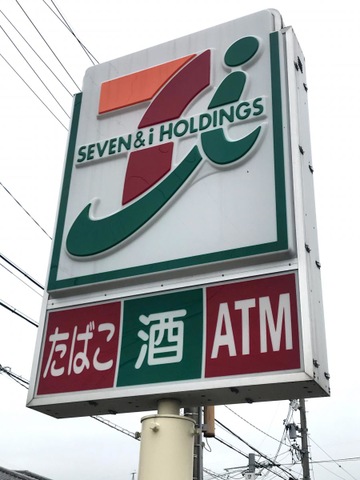 SEVEN & i HOLDINGS
たばこ 酒 ATM